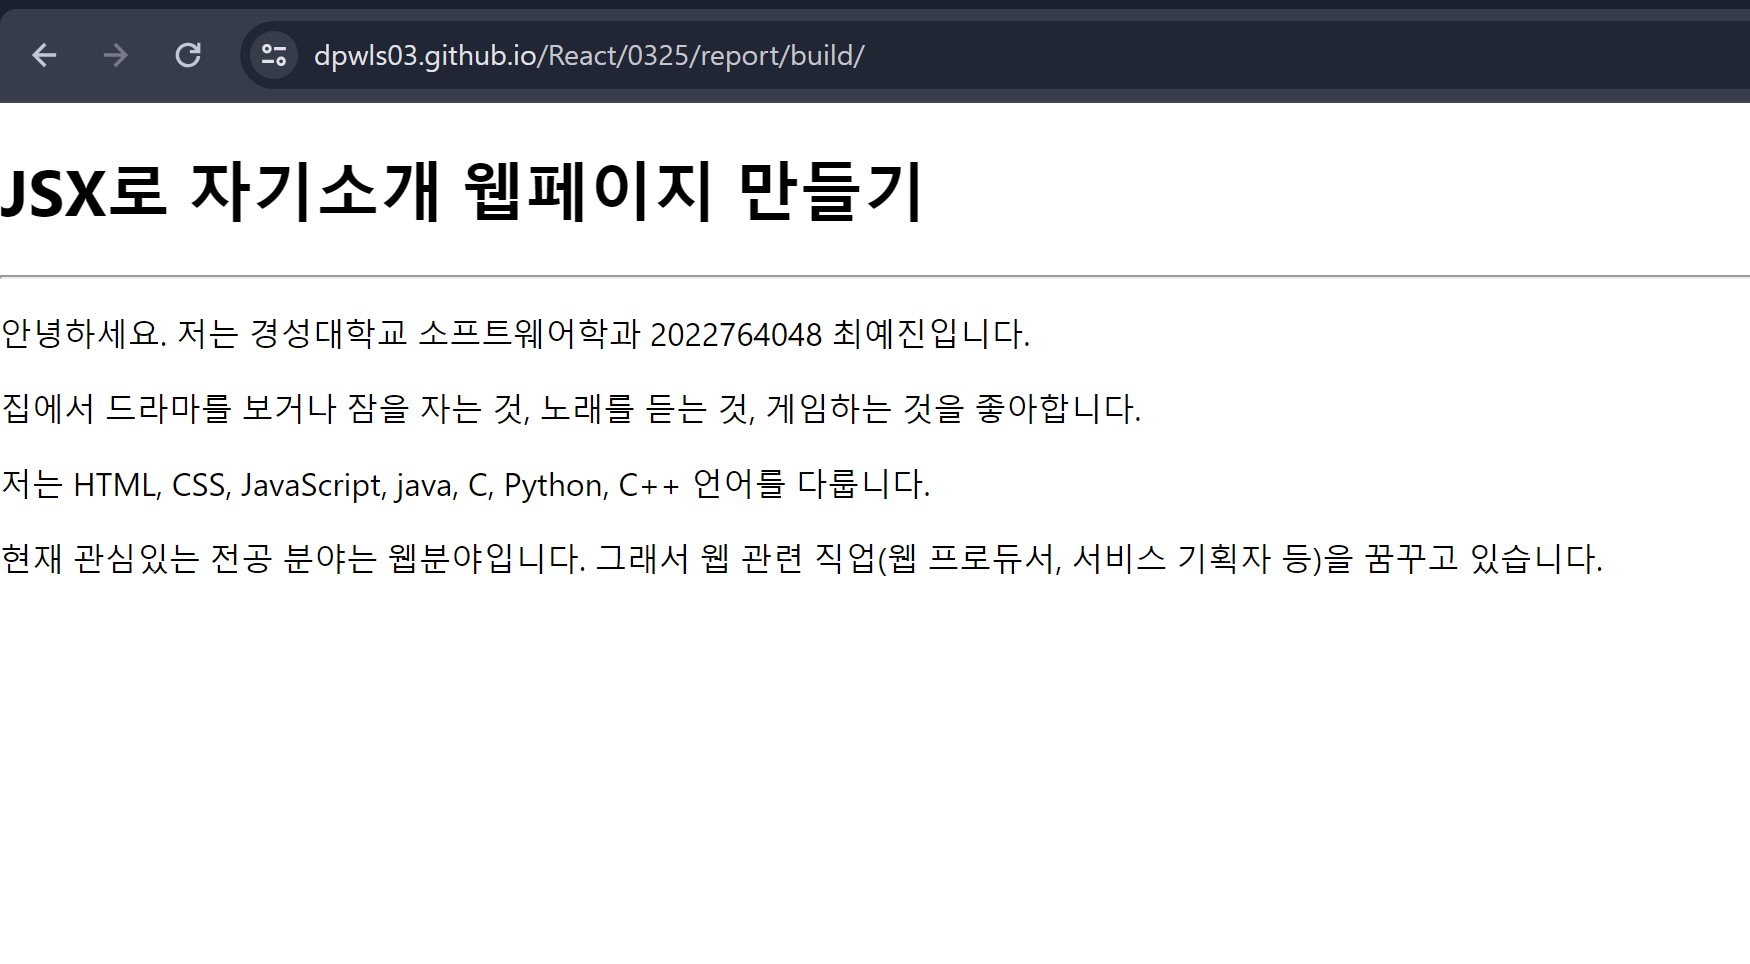 dpwls03.github.io/React/0325/report/build/
JSX로 자기소개 웹페이지 만들기
안녕하세요. 저는 경성대학교 소프트웨어학과 2022764048 최예진입니다.
집에서 드라마를 보거나 잠을 자는 것, 노래를 듣는 것, 게임하는 것을 좋아합니다.
저는 HTML, CSS, JavaScript, java, C, Python, C++ 언어를 다룹니다.
현재 관심있는 전공 분야는 웹분야입니다. 그래서 웹 관련 직업(웹 프로듀서, 서비스 기획자 등)을 꿈꾸고 있습니다.